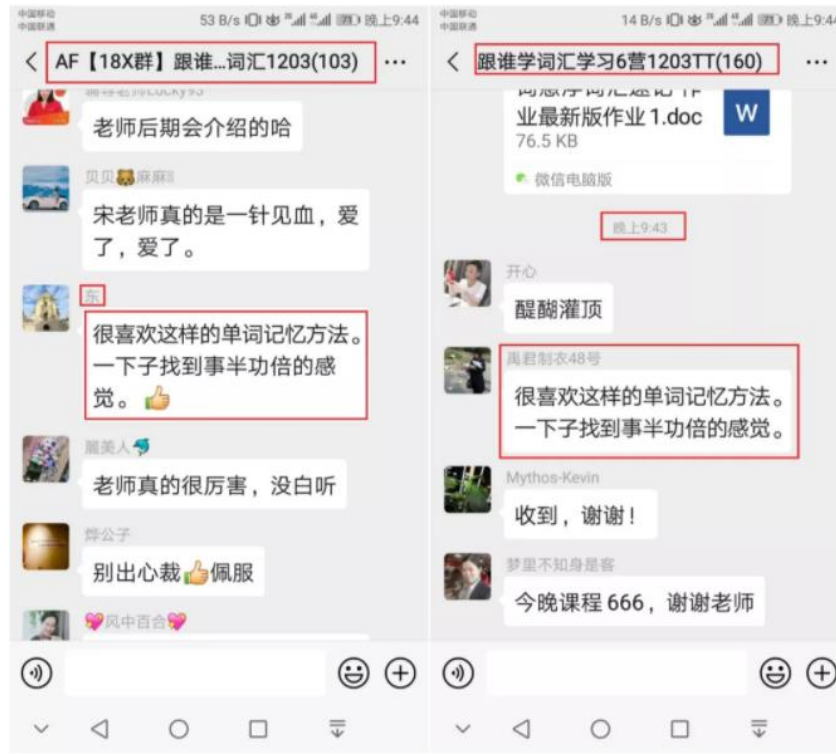 中国移动
中国联通
53 B/s
晚上9:44
AF【18X群】跟谁...词汇1203(103)
老师后期会介绍的哈
贝贝🐯麻麻
宋老师真的是一针见血，爱
了，爱了。
东
很喜欢这样的单词记忆方法。
一下子找到事半功倍的感
觉。👍
麗美人🐬
老师真的很厉害，没白听
烨公子
别出心裁👍佩服
💖风中百合💖
中国移动
中国联通
14 B/s
晚上9:44
跟谁学词汇学习6营1203TT(160)
业最新版作业1.doc
W
76.5 KB
微信电脑版
晚上9:43
开心
醍醐灌顶
禹君制衣48号
很喜欢这样的单词记忆方法。
一下子找到事半功倍的感觉。
Mythos-Kevin
收到，谢谢！
梦里不知身是客
今晚课程 666，谢谢老师